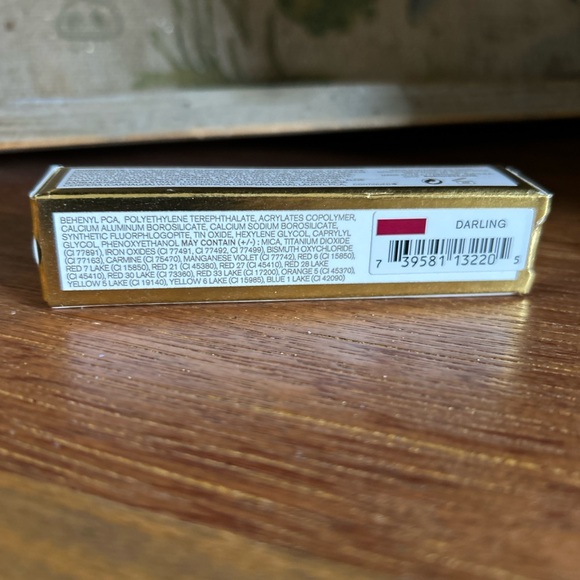 BEHENYL PCA, POLYETHYLENE TEREPHTHALATE, ACRYLATES COPOLYMER,
CALCIUM ALUMINUM BOROSILICATE, CALCIUM SODIUM BOROSILICATE,
SYNTHETIC FLUORPHLOGOPITE, TIN OXIDE, HEXYLENE GLYCOL, CAPRYLYL
GLYCOL, PHENOXYETHANOL MAY CONTAIN (+/-) : MICA, TITANIUM DIOXIDE
(CI 77891), IRON OXIDES (CI 77491, CI 77492, CI 77499), BISMUTH OXYCHLORIDE
(CI 77163), CARMINE (CI 75470), MANGANESE VIOLET (CI 77742), RED 6 (CI 15850),
RED 7 LAKE (CI 15850), RED 21 (CI 45380), RED 27 (CI 45410), RED 28 LAKE
(CI 45410), RED 30 LAKE (CI 73360), RED 33 LAKE (CI 17200), ORANGE 5 (CI 45370),
YELLOW 5 LAKE (CI 19140), YELLOW 6 LAKE (CI 15985), BLUE 1 LAKE (CI 42090)
DARLING
7 39581 13220 5